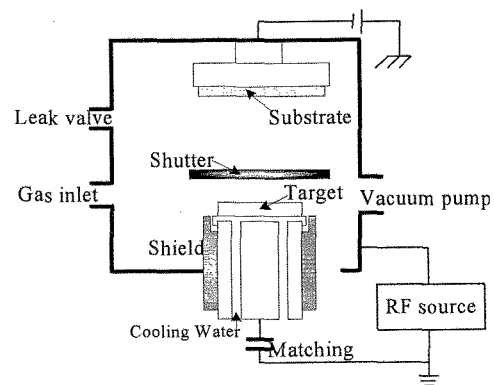 Leak valve
Substrate
Shutter
Gas inlet
Target
Vacuum pump
Shield
RF source
Cooling Water
Matching